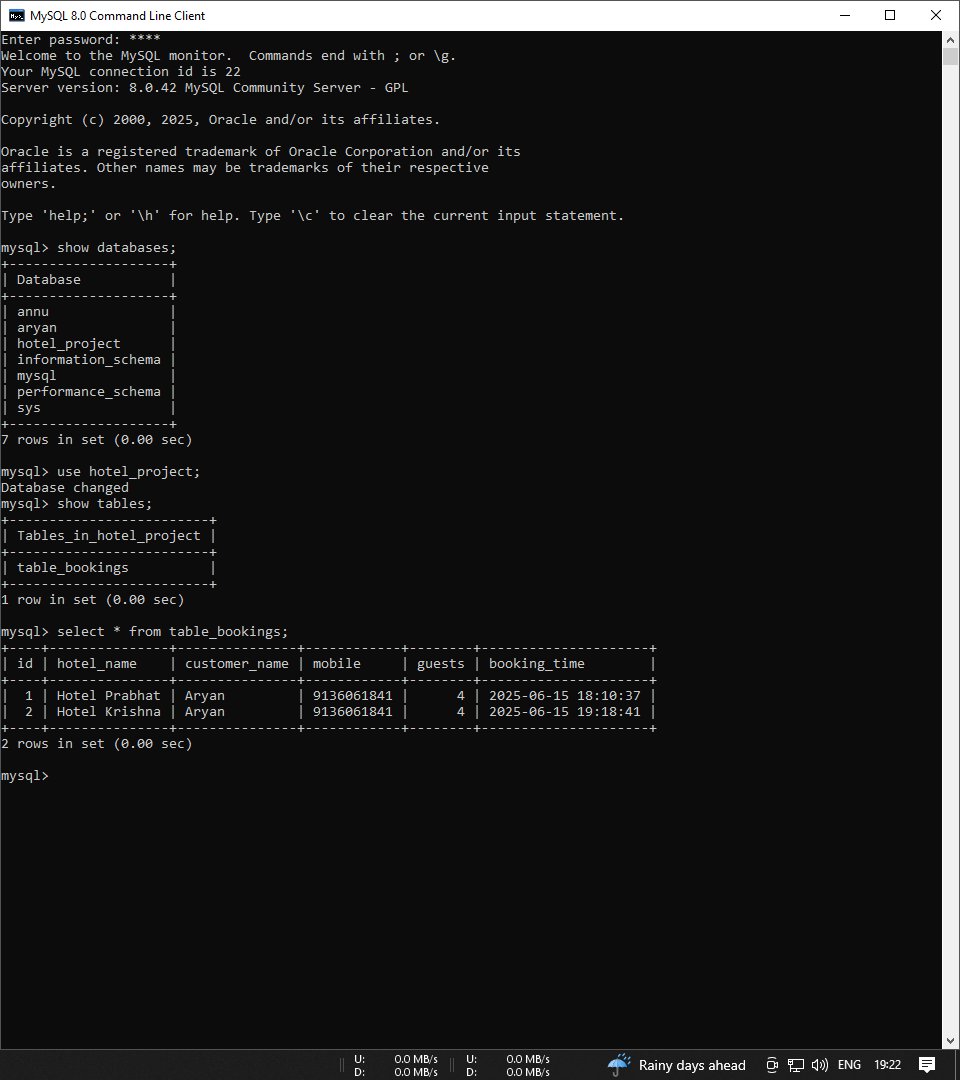 MySQL 8.0 Command Line Client
Enter password: ****
Welcome to the MySQL monitor.  Commands end with ; or \g.
Your MySQL connection id is 22
Server version: 8.0.42 MySQL Community Server - GPL

Copyright (c) 2000, 2025, Oracle and/or its affiliates.

Oracle is a registered trademark of Oracle Corporation and/or its
affiliates. Other names may be trademarks of their respective
owners.

Type 'help;' or '\h' for help. Type '\c' to clear the current input statement.

mysql> show databases;
+--------------------+
| Database           |
+--------------------+
| annu               |
| aryan              |
| hotel_project      |
| information_schema |
| mysql              |
| performance_schema |
| sys                |
+--------------------+
7 rows in set (0.00 sec)

mysql> use hotel_project;
Database changed
mysql> show tables;
+-------------------------+
| Tables_in_hotel_project |
+-------------------------+
| table_bookings          |
+-------------------------+
1 row in set (0.00 sec)

mysql> select * from table_bookings;
+----+---------------+---------------+------------+--------+---------------------+
| id | hotel_name    | customer_name | mobile     | guests | booking_time        |
+----+---------------+---------------+------------+--------+---------------------+
|  1 | Hotel Prabhat | Aryan         | 9136061841 |      4 | 2025-06-15 18:10:37 |
|  2 | Hotel Krishna | Aryan         | 9136061841 |      4 | 2025-06-15 19:18:41 |
+----+---------------+---------------+------------+--------+---------------------+
2 rows in set (0.00 sec)

mysql>
U: 0.0 MB/s U: 0.0 MB/s
D: 0.0 MB/s D: 0.0 MB/s
Rainy days ahead ENG 19:22